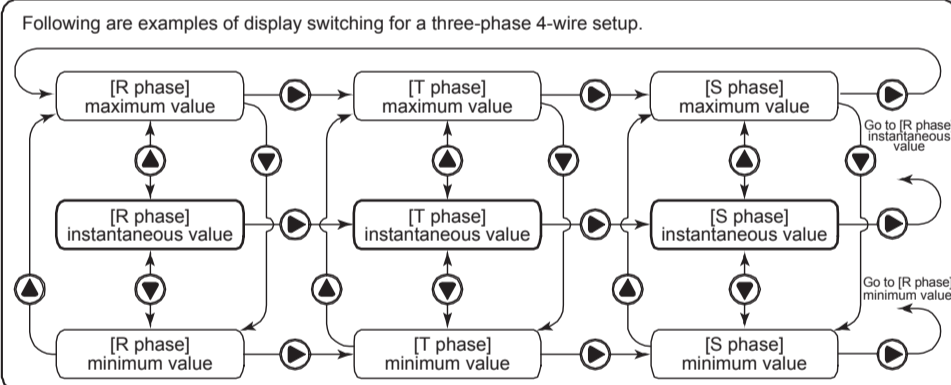 Following are examples of display switching for a three-phase 4-wire setup.
[R phase]
maximum value
[T phase]
maximum value
[S phase]
maximum value
Go to [R phase
instantaneous
value
[R phase]
instantaneous value
[T phase]
instantaneous value
[S phase]
instantaneous value
Go to [R phase]
minimum value
[R phase]
minimum value
[T phase]
minimum value
[S phase]
minimum value